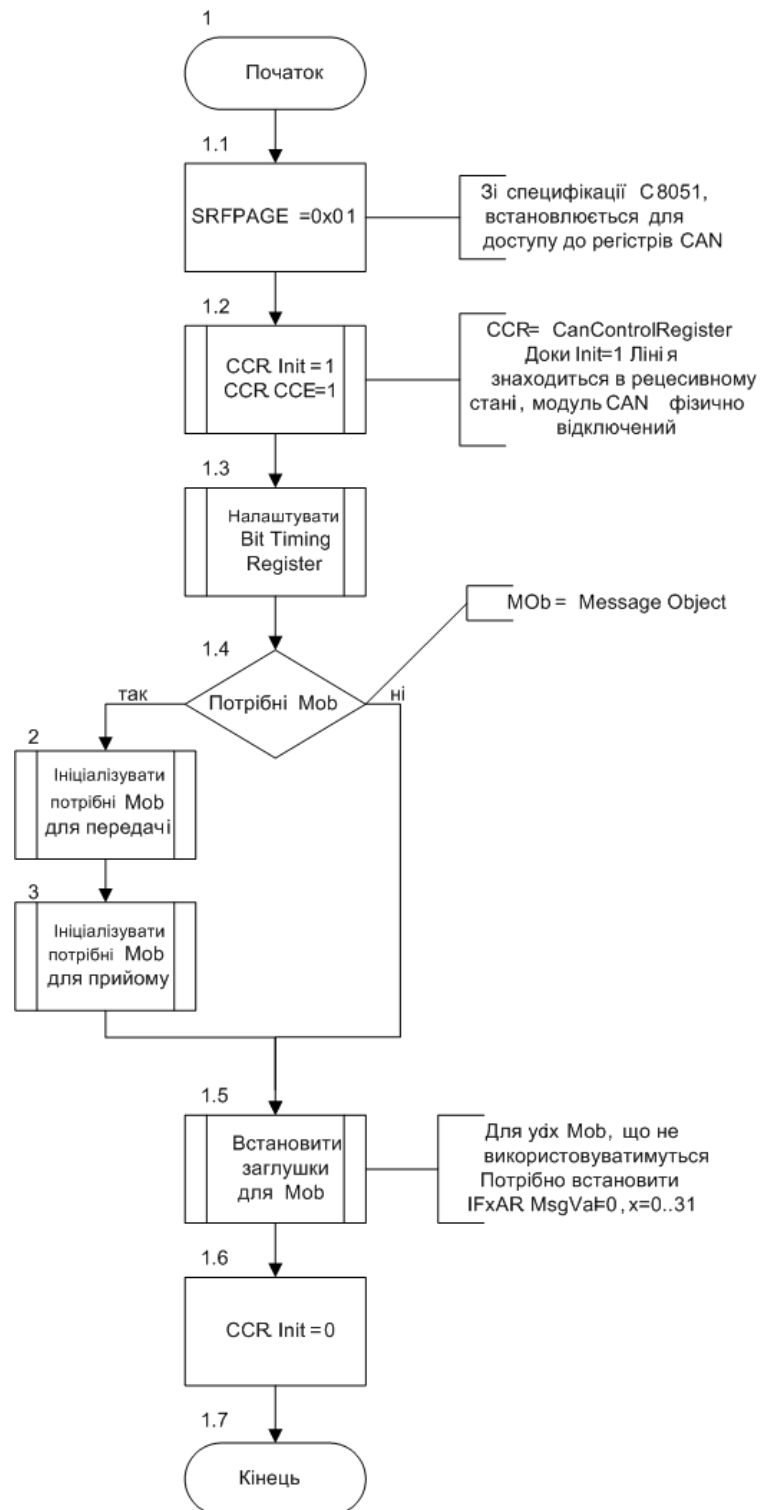 1
Початок
1.1
SRFPAGE =0x01
Зі специфікації C8051,
встановлюється для
доступу до регістрів CAN
1.2
CCR. Init=1
CCR. CCE=1
CCR= CanControlRegister
Доки Init=1 Лінія
знаходиться в рецесивному
стані, модуль CAN фізично
відключений
1.3
Налаштувати
Bit Timing
Register
MOb= Message Object
1.4
так
Потрібні Mob
ні
2
Ініціалізувати
потрібні Mob
для передачі
3
Ініціалізувати
потрібні Mob
для прийому
1.5
Встановити
заглушки
для Mob
Для усіх Mob, що не
використовуватимуться
Потрібно встановити
IFxAR. MsgVal=0, x=0..31
1.6
CCR. Init=0
1.7
Кінець